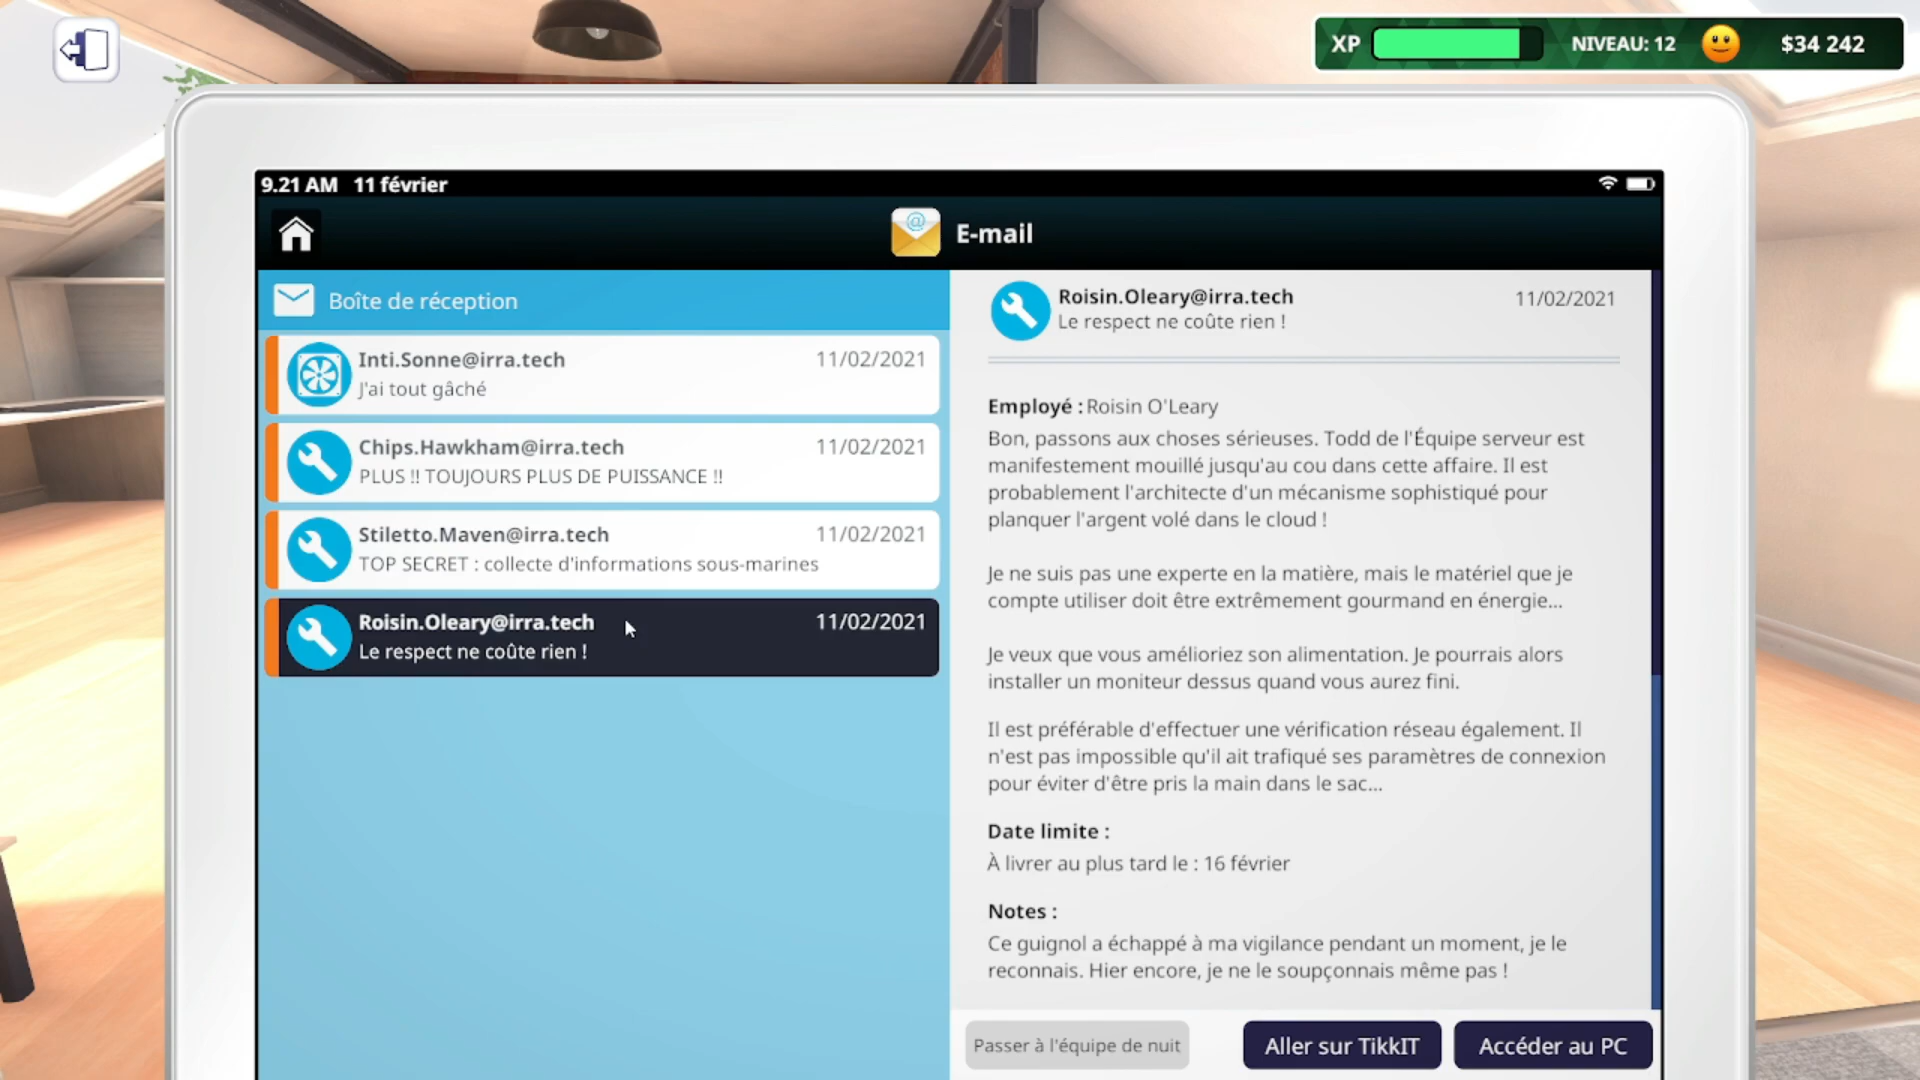 XP
NIVEAU: 12
$34 242
9.21 AM 11 février
E-mail
Boîte de réception
Inti.Sonne@irra.tech
11/02/2021
J'ai tout gâché
Chips.Hawkham@irra.tech
11/02/2021
PLUS !! TOUJOURS PLUS DE PUISSANCE !!
Stiletto.Maven@irra.tech
11/02/2021
TOP SECRET : collecte d'informations sous-marines
Roisin.Oleary@irra.tech
11/02/2021
Le respect ne coûte rien !
Roisin.Oleary@irra.tech
11/02/2021
Le respect ne coûte rien !
Employé : Roisin O'Leary
Bon, passons aux choses sérieuses. Todd de l'Équipe serveur est
manifestement mouillé jusqu'au cou dans cette affaire. Il est
probablement l'architecte d'un mécanisme sophistiqué pour
planquer l'argent volé dans le cloud !
Je ne suis pas une experte en la matière, mais le matériel que je
compte utiliser doit être extrêmement gourmand en énergie...
Je veux que vous amélioriez son alimentation. Je pourrais alors
installer un moniteur dessus quand vous aurez fini.
Il est préférable d'effectuer une vérification réseau également. Il
n'est pas impossible qu'il ait trafiqué ses paramètres de connexion
pour éviter d'être pris la main dans le sac...
Date limite :
À livrer au plus tard le : 16 février
Notes :
Ce guignol a échappé à ma vigilance pendant un moment, je le
reconnais. Hier encore, je ne le soupçonnais même pas !
Passer à l'équipe de nuit
Aller sur TikkIT
Accéder au PC